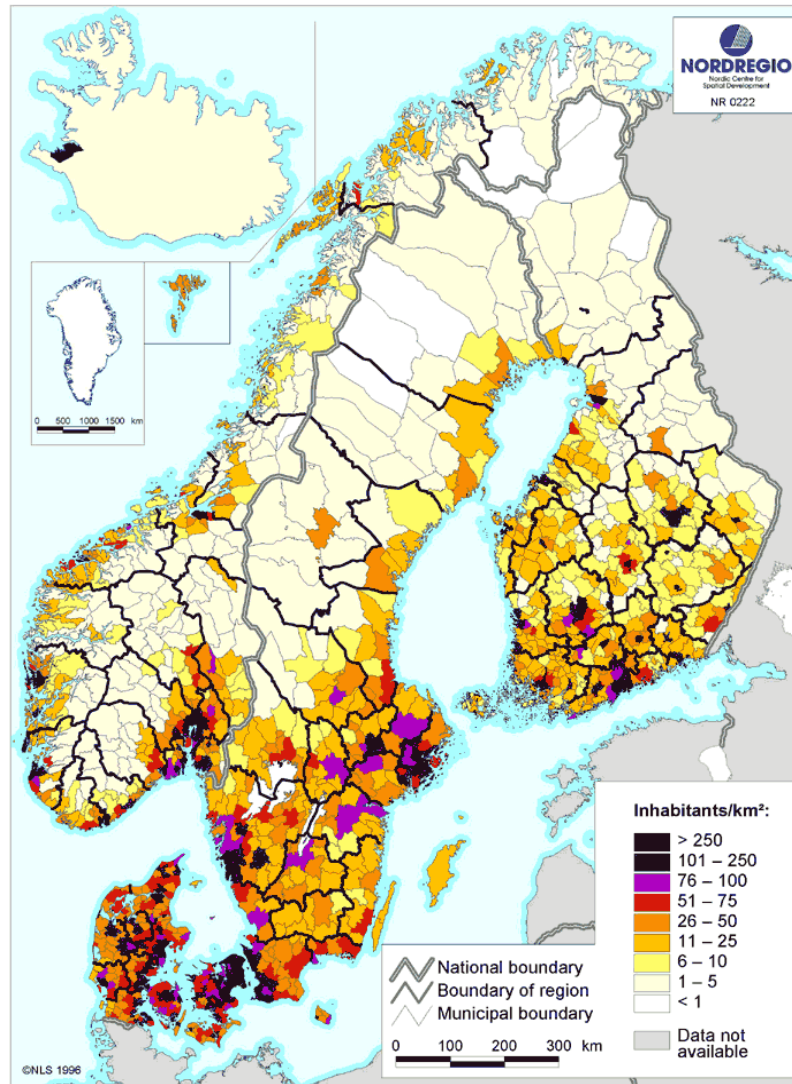 NORDREGIO
Nordic Centre for
Spatial Development
NR 0222
0 500 1000 1500 km
Inhabitants/km²:
> 250
101 – 250
76 – 100
51 – 75
26 – 50
11 – 25
6 – 10
1 – 5
< 1
Data not
available
National boundary
Boundary of region
Municipal boundary
0 100 200 300 km
©NLS 1996